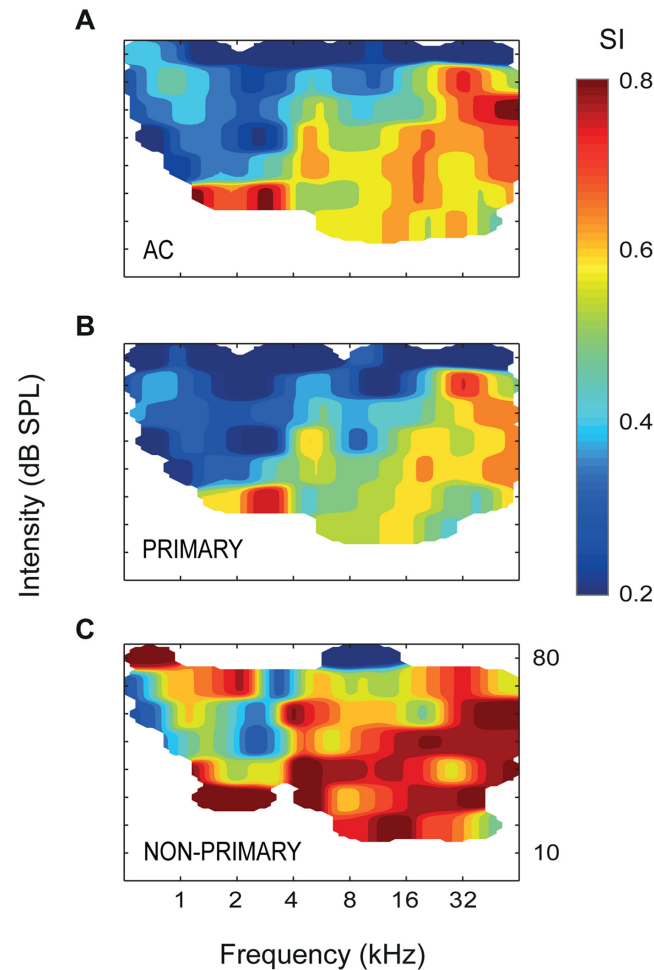 A
SI
0.8
0.6
0.4
0.2
AC
B
Intensity (dB SPL)
PRIMARY
C
80
NON-PRIMARY
10
1 2 4 8 16 32
Frequency (kHz)